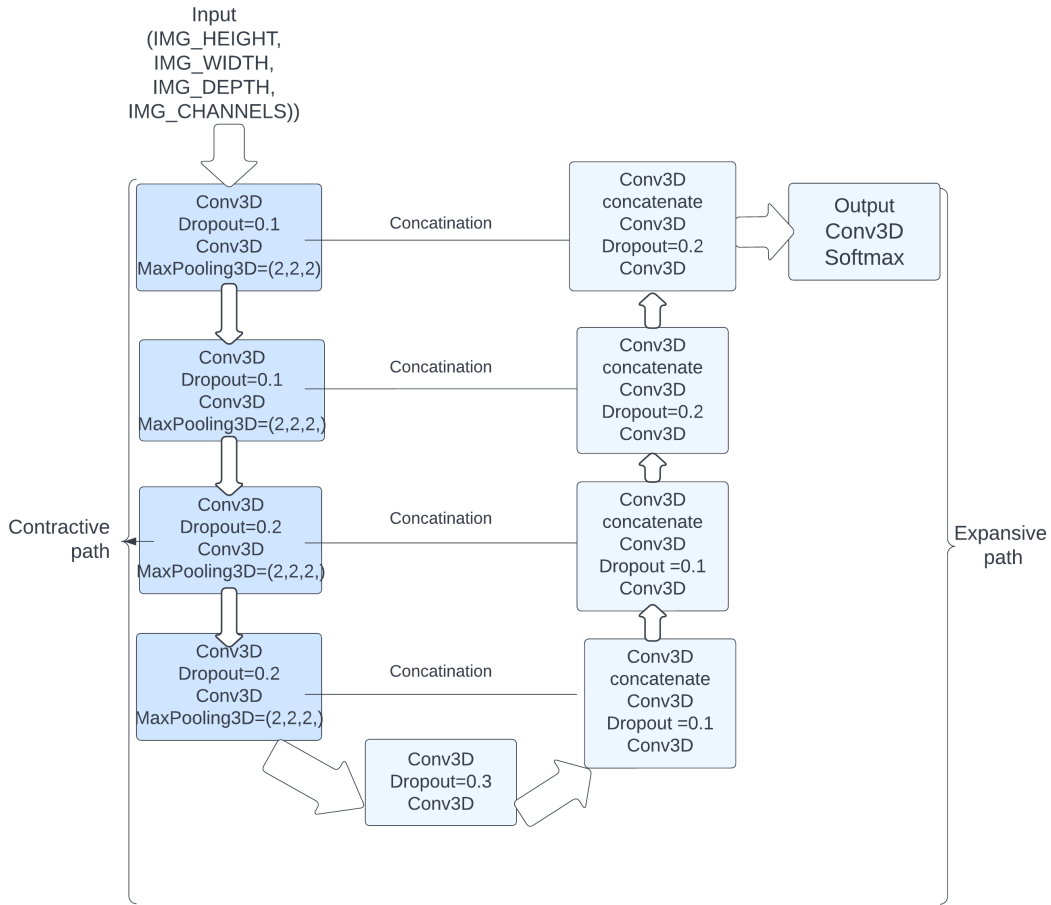 Input
(IMG_HEIGHT,
IMG_WIDTH,
IMG_DEPTH,
IMG_CHANNELS))
Conv3D
Dropout=0.1
Conv3D
MaxPooling3D=(2,2,2)
Concatination
Conv3D
concatenate
Conv3D
Dropout=0.2
Conv3D
Output
Conv3D
Softmax
Conv3D
Dropout=0.1
Conv3D
MaxPooling3D=(2,2,2,)
Concatination
Conv3D
concatenate
Conv3D
Dropout=0.2
Conv3D
Contractive
path
Conv3D
Dropout=0.2
Conv3D
MaxPooling3D=(2,2,2,)
Concatination
Conv3D
concatenate
Conv3D
Dropout =0.1
Conv3D
Expansive
path
Conv3D
Dropout=0.2
Conv3D
MaxPooling3D=(2,2,2,)
Concatination
Conv3D
concatenate
Conv3D
Dropout =0.1
Conv3D
Conv3D
Dropout=0.3
Conv3D